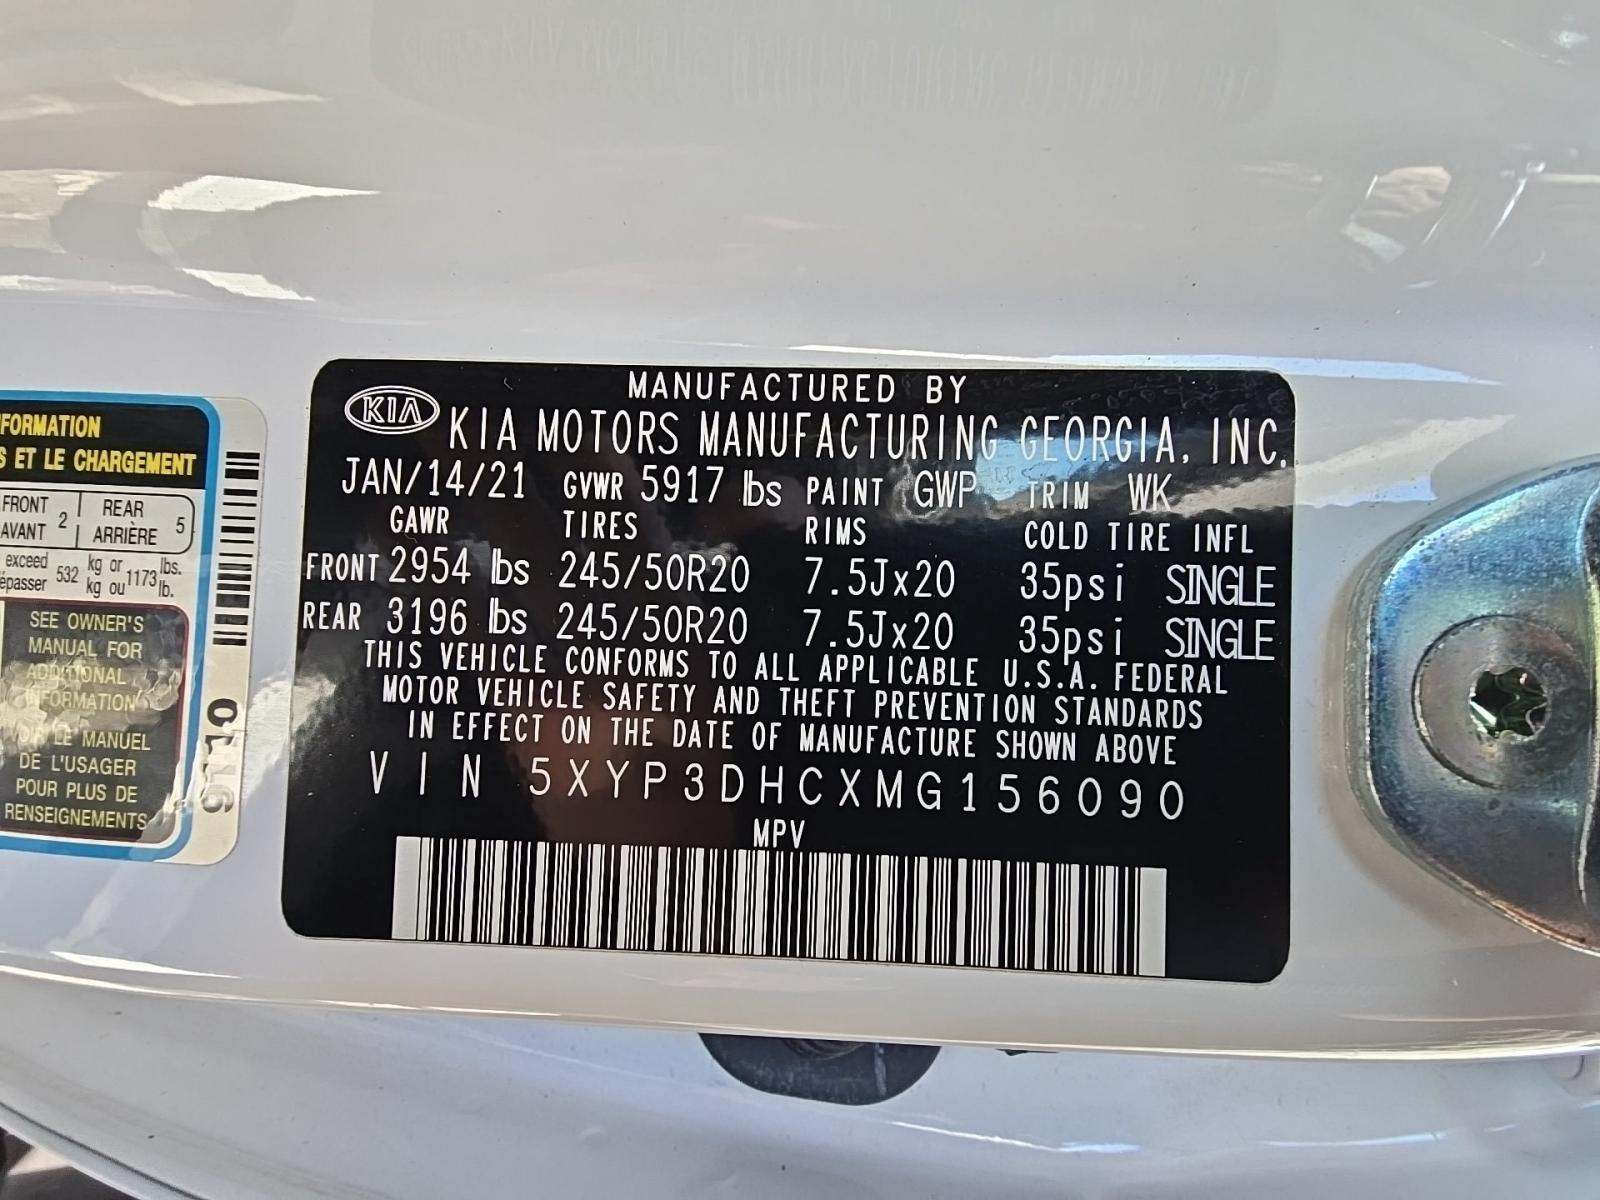 MANUFACTURED BY
KIA KIA MOTORS MANUFACTURING GEORGIA, INC.
JAN/14/21 GVWR 5917 lbs PAINT GWP TRIM WK
GAWR TIRES RIMS COLD TIRE INFL
FRONT 2954 lbs 245/50R20 7.5Jx20 35psi SINGLE
REAR 3196 lbs 245/50R20 7.5Jx20 35psi SINGLE
THIS VEHICLE CONFORMS TO ALL APPLICABLE U.S.A. FEDERAL
MOTOR VEHICLE SAFETY AND THEFT PREVENTION STANDARDS
IN EFFECT ON THE DATE OF MANUFACTURE SHOWN ABOVE
VIN 5XYP3DHCXMG156090
MPV
FORMATION
S ET LE CHARGEMENT
FRONT 2 REAR 5
AVANT ARRIÈRE
exceed 532 kg or 1173 lbs.
épasser kg ou lb.
SEE OWNER'S
MANUAL FOR
ADDITIONAL
INFORMATION
VOIR LE MANUEL
DE L'USAGER
POUR PLUS DE
RENSEIGNEMENTS